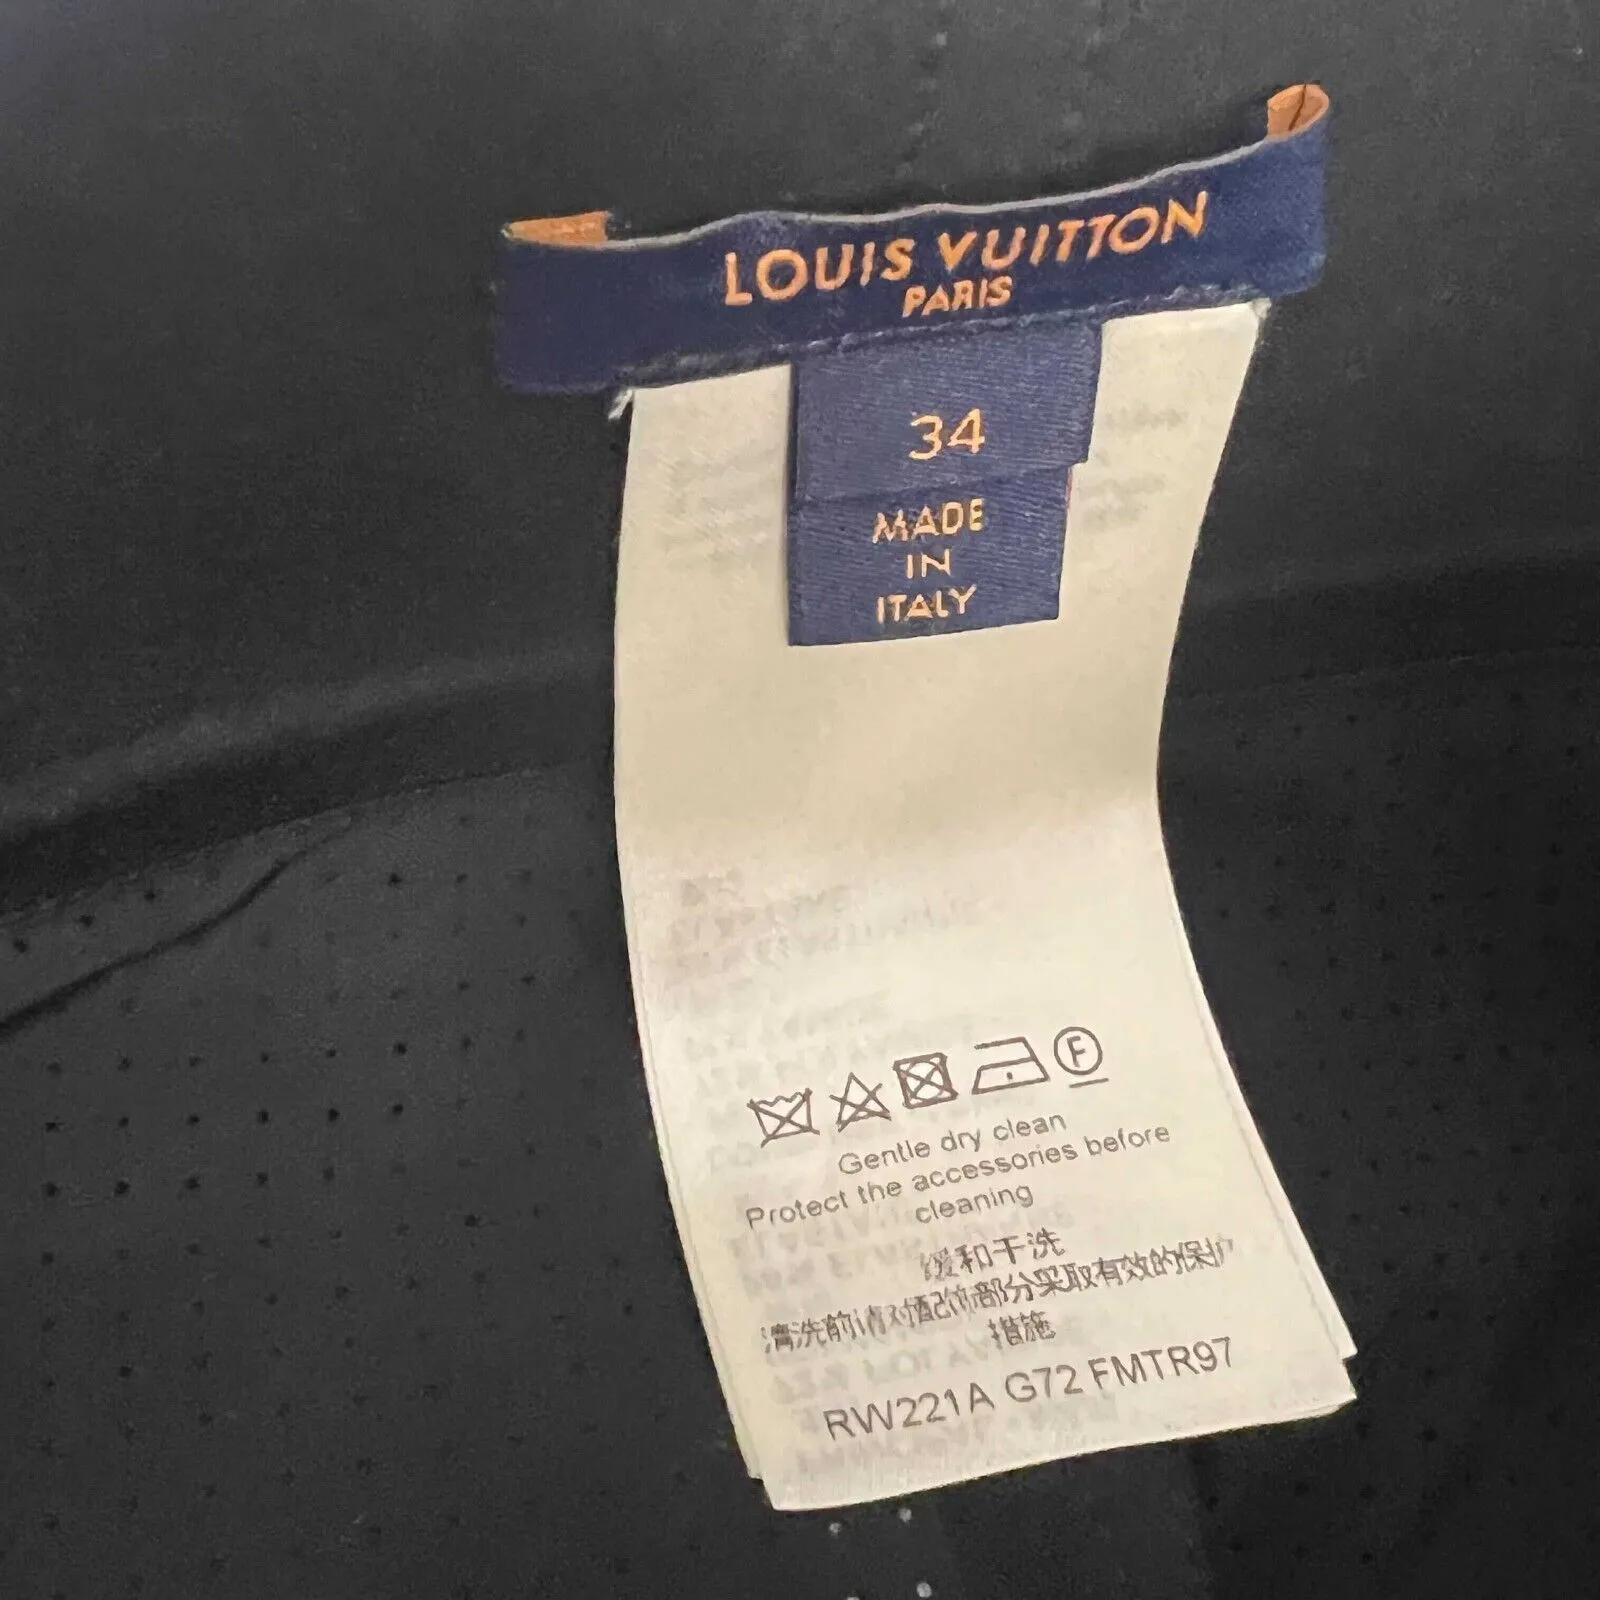 LOUIS VUITTON
PARIS
34
MADE
IN
ITALY
F
Gentle dry clean
Protect the accessories before
cleaning
缓和干洗
清洗前请对配饰部分采取有效的保护
措施
RW221A G72 FMTR97